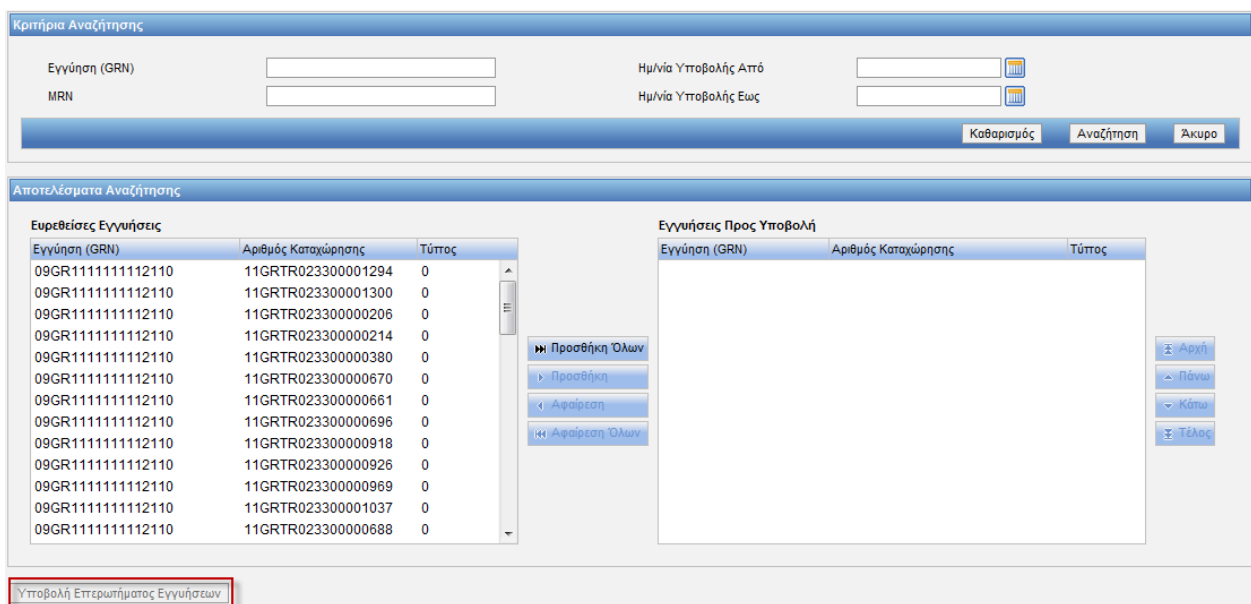 Κριτήρια Αναζήτησης
Εγγύηση (GRN) Ημ/νία Υποβολής Από
MRN Ημ/νία Υποβολής Εως
Καθαρισμός Αναζήτηση Άκυρο
Αποτελέσματα Αναζήτησης
Ευρεθείσες Εγγυήσεις Εγγυήσεις Προς Υποβολή
Εγγύηση (GRN) Αριθμός Καταχώρησης Τύπος Εγγύηση (GRN) Αριθμός Καταχώρησης Τύπος
09GR1111111112110 11GRTR023300001294 0
09GR1111111112110 11GRTR023300001300 0
09GR1111111112110 11GRTR023300000206 0
09GR1111111112110 11GRTR023300000214 0
Προσθήκη Όλων Αρχή
09GR1111111112110 11GRTR023300000380 0
09GR1111111112110 11GRTR023300000670 0 Προσθήκη Πάνω
09GR1111111112110 11GRTR023300000661 0 Αφαίρεση Κάτω
09GR1111111112110 11GRTR023300000696 0
Αφαίρεση Όλων Τέλος
09GR1111111112110 11GRTR023300000918 0
09GR1111111112110 11GRTR023300000926 0
09GR1111111112110 11GRTR023300000969 0
09GR1111111112110 11GRTR023300001037 0
09GR1111111112110 11GRTR023300000688 0
Υποβολή Επερωτήματος Εγγυήσεων